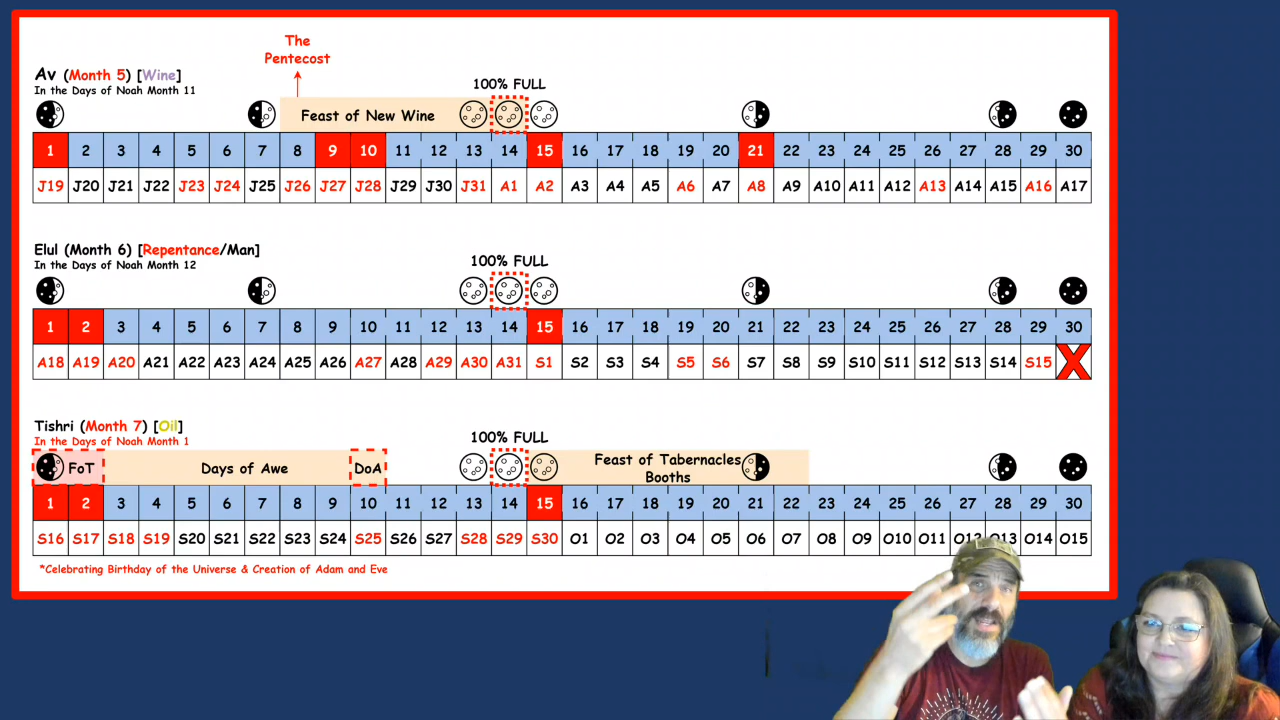 The
Pentecost
Av (Month 5) [Wine]
In the Days of Noah Month 11
100% FULL
Feast of New Wine
1 2 3 4 5 6 7 8 9 10 11 12 13 14 15 16 17 18 19 20 21 22 23 24 25 26 27 28 29 30
J19 J20 J21 J22 J23 J24 J25 J26 J27 J28 J29 J30 J31 A1 A2 A3 A4 A5 A6 A7 A8 A9 A10 A11 A12 A13 A14 A15 A16 A17
Elul (Month 6) [Repentance/Man]
In the Days of Noah Month 12
100% FULL
1 2 3 4 5 6 7 8 9 10 11 12 13 14 15 16 17 18 19 20 21 22 23 24 25 26 27 28 29 30
A18 A19 A20 A21 A22 A23 A24 A25 A26 A27 A28 A29 A30 A31 S1 S2 S3 S4 S5 S6 S7 S8 S9 S10 S11 S12 S13 S14 S15 X
Tishri (Month 7) [Oil]
In the Days of Noah Month 1
100% FULL
FoT Days of Awe DoA Feast of Tabernacles
Booths
1 2 3 4 5 6 7 8 9 10 11 12 13 14 15 16 17 18 19 20 21 22 23 24 25 26 27 28 29 30
S16 S17 S18 S19 S20 S21 S22 S23 S24 S25 S26 S27 S28 S29 S30 O1 O2 O3 O4 O5 O6 O7 O8 O9 O10 O11 O12 O13 O14 O15
*Celebrating Birthday of the Universe & Creation of Adam and Eve